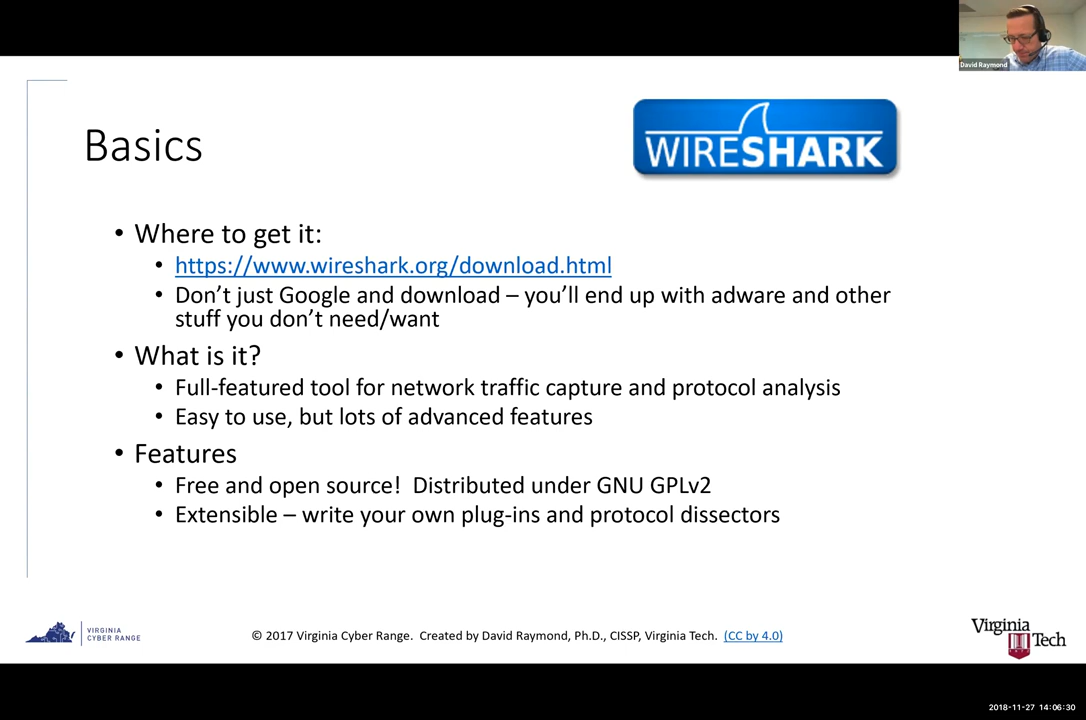 David Raymond
Basics
WIRESHARK
• Where to get it:
• https://www.wireshark.org/download.html
• Don’t just Google and download – you’ll end up with adware and other
stuff you don’t need/want
• What is it?
• Full-featured tool for network traffic capture and protocol analysis
• Easy to use, but lots of advanced features
• Features
• Free and open source!  Distributed under GNU GPLv2
• Extensible – write your own plug-ins and protocol dissectors
VIRGINIA
CYBER RANGE
© 2017 Virginia Cyber Range.  Created by David Raymond, Ph.D., CISSP, Virginia Tech.  (CC by 4.0)
Virginia
Tech
2018-11-27 14:06:30